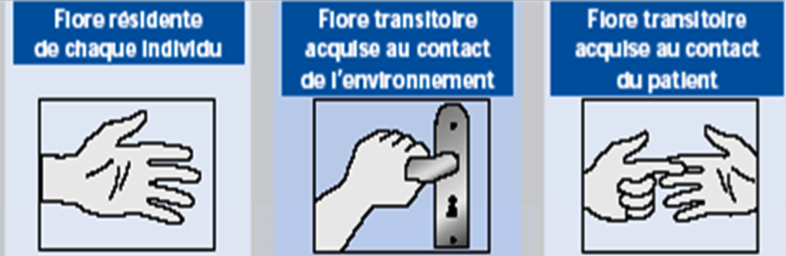 Flore résidente
de chaque individu
Flore transitoire
acquise au contact
de l'environnement
Flore transitoire
acquise au contact
du patient